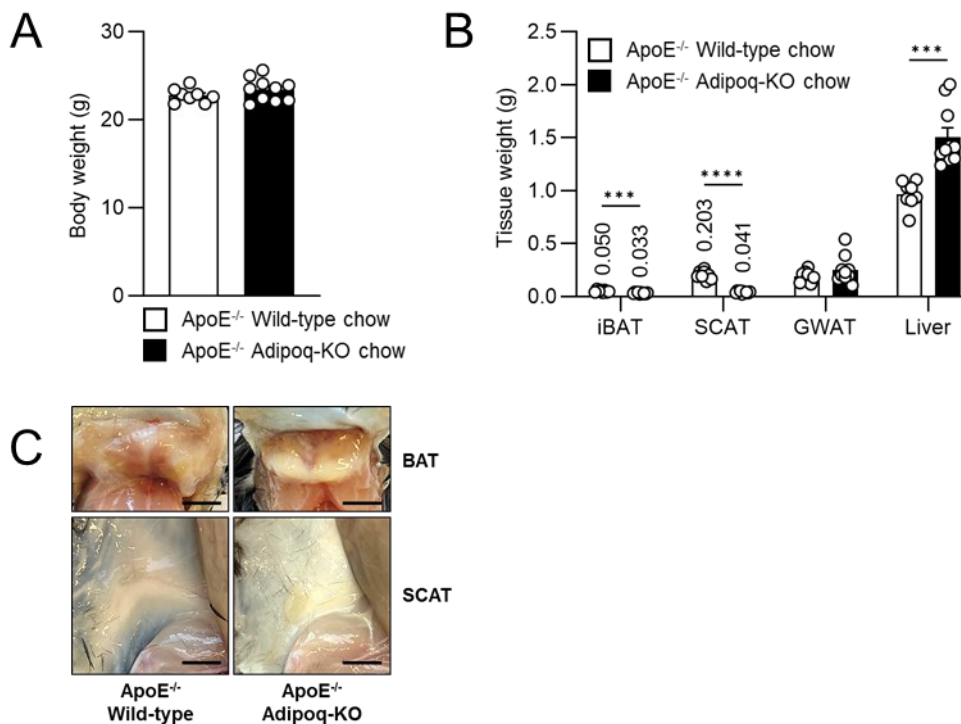 A
Body weight (g)
30
20
10
0
ApoE⁻/⁻ Wild-type chow
ApoE⁻/⁻ Adipoq-KO chow
B
Tissue weight (g)
2.5
2.0
1.5
1.0
0.5
0.0
ApoE⁻/⁻ Wild-type chow
ApoE⁻/⁻ Adipoq-KO chow
***
****
***
0.050
0.033
0.203
0.041
iBAT
SCAT
GWAT
Liver
C
BAT
SCAT
ApoE⁻/⁻
Wild-type
ApoE⁻/⁻
Adipoq-KO